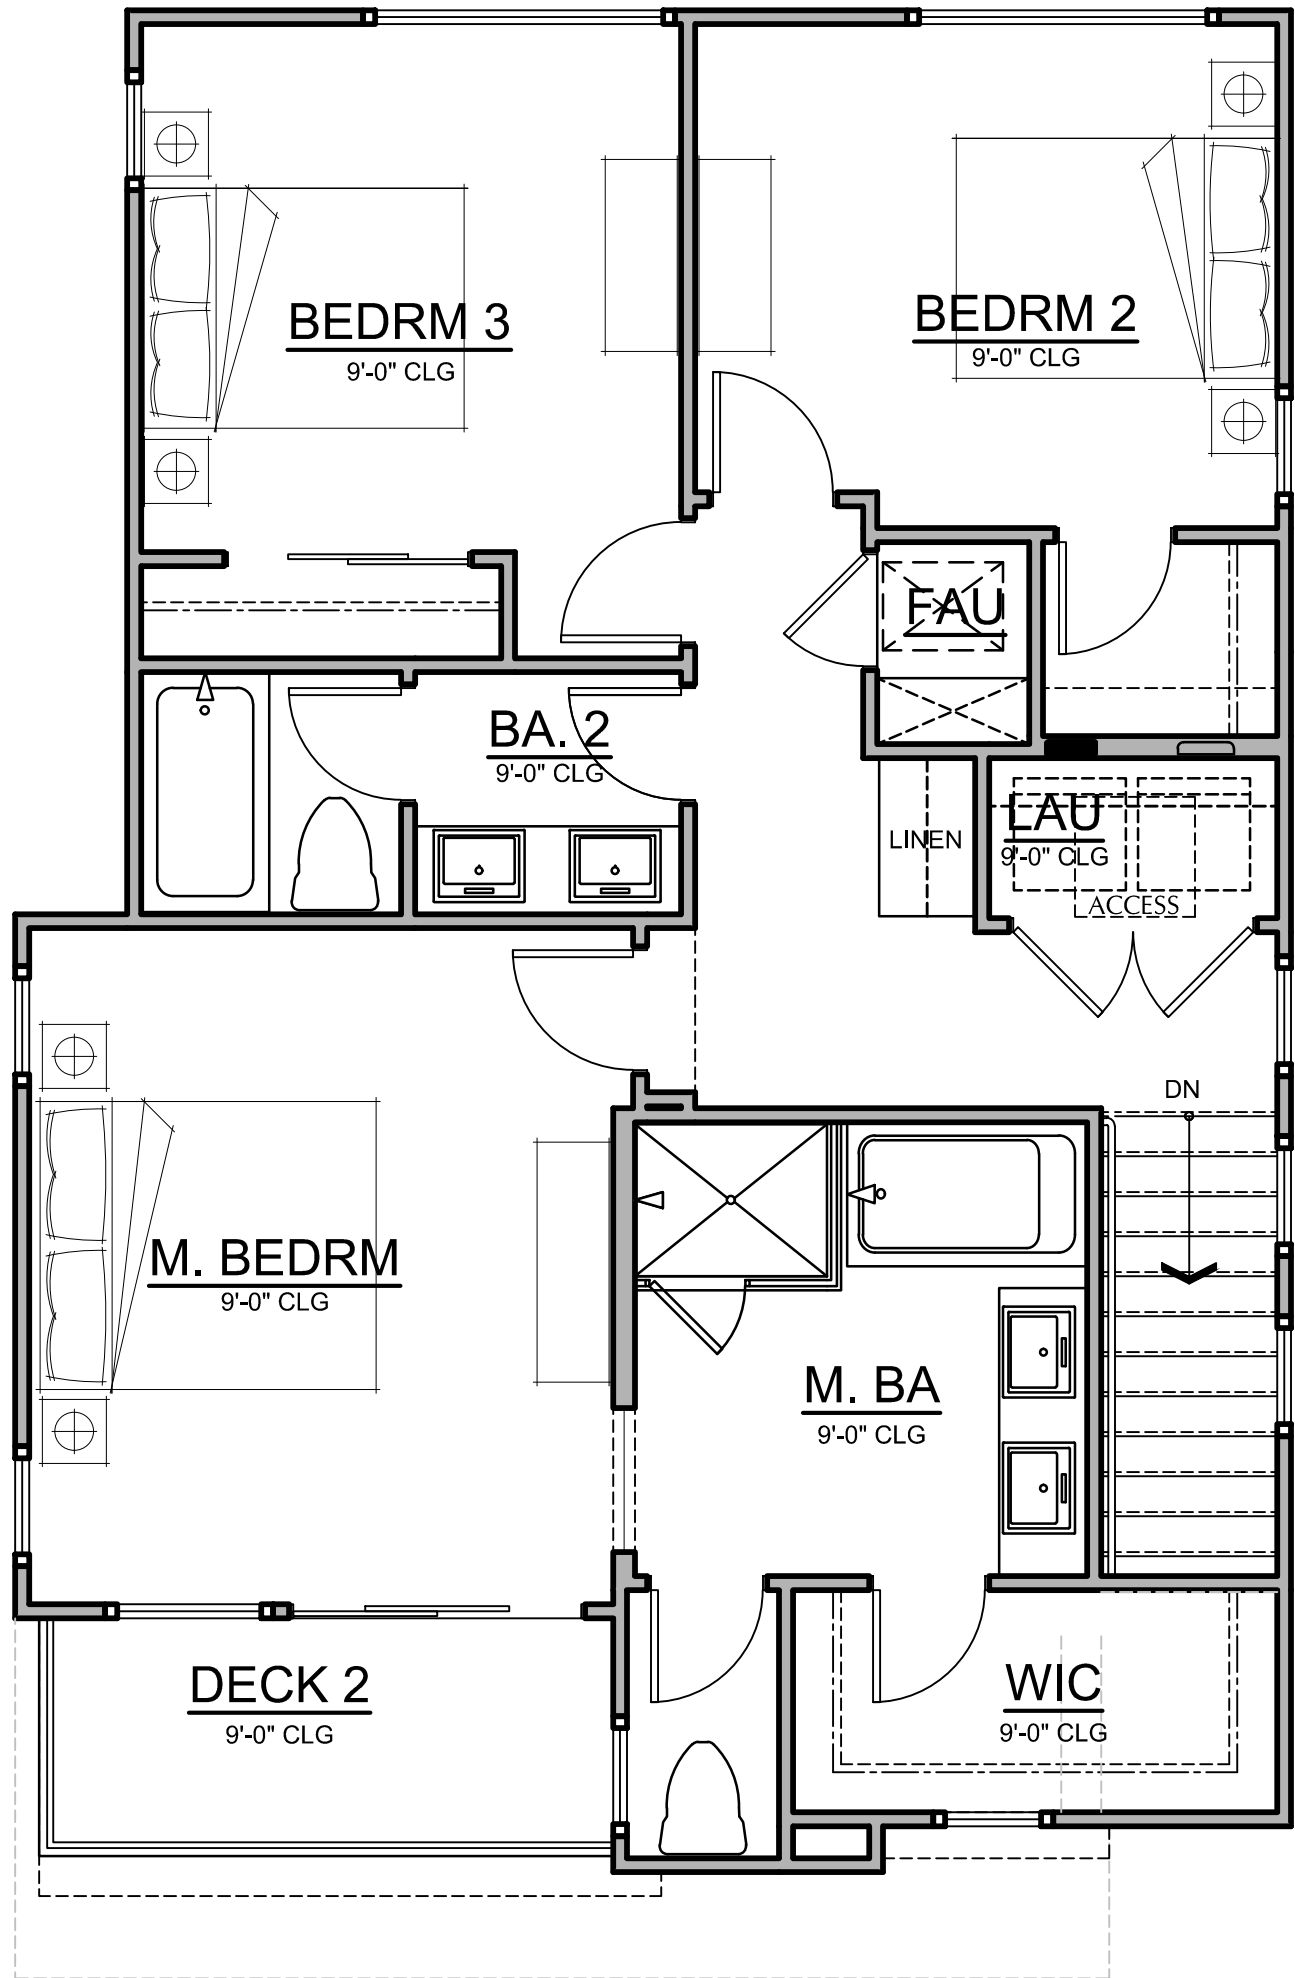 BEDRM 3
9'-0" CLG
BEDRM 2
9'-0" CLG
FAU
BA. 2
9'-0" CLG
LINEN
LAU
9'-0" CLG
ACCESS
DN
M. BEDRM
9'-0" CLG
M. BA
9'-0" CLG
DECK 2
9'-0" CLG
WIC
9'-0" CLG